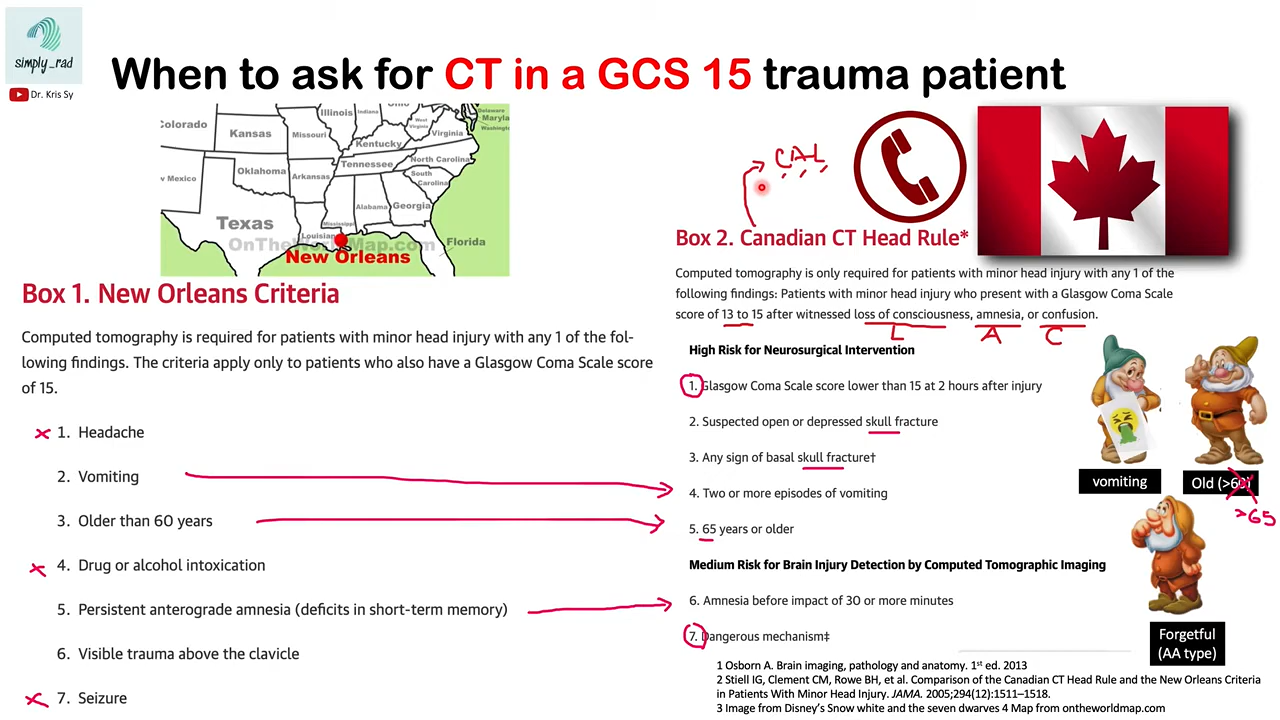 simply_rad
Dr. Kris Sy
When to ask for CT in a GCS 15 trauma patient
Colorado
Kansas
Missouri
Illinois
Indiana
Ohio
West Virginia
Virginia
Delaware
Maryla
Washingto
Kentucky
w Mexico
Oklahoma
Arkansas
Tennessee
North Carolina
South Carolina
Texas
Mississippi
Alabama
Georgia
Louisian
OnTheWorldMap.com
Florida
New Orleans
Box 1. New Orleans Criteria
Computed tomography is required for patients with minor head injury with any 1 of the fol-
lowing findings. The criteria apply only to patients who also have a Glasgow Coma Scale score
of 15.
1. Headache
2. Vomiting
3. Older than 60 years
4. Drug or alcohol intoxication
5. Persistent anterograde amnesia (deficits in short-term memory)
6. Visible trauma above the clavicle
7. Seizure
CAL
Box 2. Canadian CT Head Rule*
Computed tomography is only required for patients with minor head injury with any 1 of the
following findings: Patients with minor head injury who present with a Glasgow Coma Scale
score of 13 to 15 after witnessed loss of consciousness, amnesia, or confusion.
L A C
High Risk for Neurosurgical Intervention
1. Glasgow Coma Scale score lower than 15 at 2 hours after injury
2. Suspected open or depressed skull fracture
3. Any sign of basal skull fracture†
4. Two or more episodes of vomiting
5. 65 years or older
Medium Risk for Brain Injury Detection by Computed Tomographic Imaging
6. Amnesia before impact of 30 or more minutes
7. Dangerous mechanism‡
vomiting
Old (>60)
>65
Forgetful
(AA type)
1 Osborn A. Brain imaging, pathology and anatomy. 1st ed. 2013
2 Stiell IG, Clement CM, Rowe BH, et al. Comparison of the Canadian CT Head Rule and the New Orleans Criteria
in Patients With Minor Head Injury. JAMA. 2005;294(12):1511–1518.
3 Image from Disney's Snow white and the seven dwarves 4 Map from ontheworldmap.com